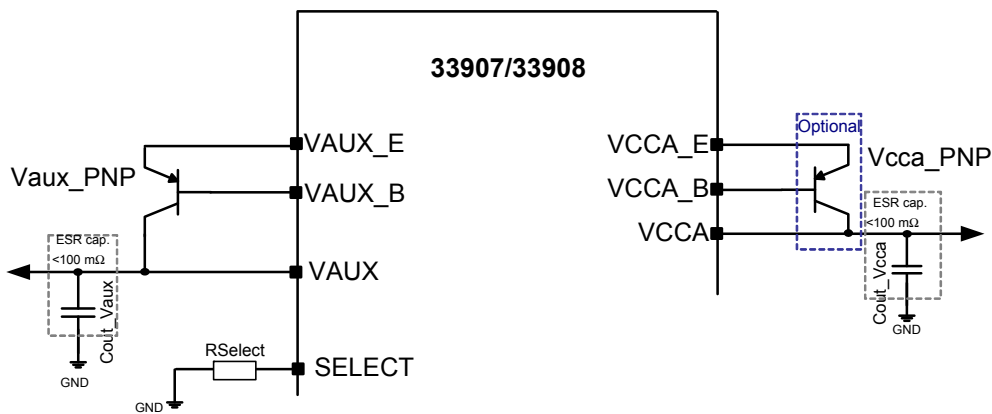 33907/33908
Optional
VAUX_E
VCCA_E
Vaux_PNP
Vcca_PNP
VAUX_B
VCCA_B
ESR cap.
<100 mΩ
VCCA
ESR cap.
<100 mΩ
VAUX
Cout_Vaux
Cout_Vcca
GND
RSelect
SELECT
GND
GND